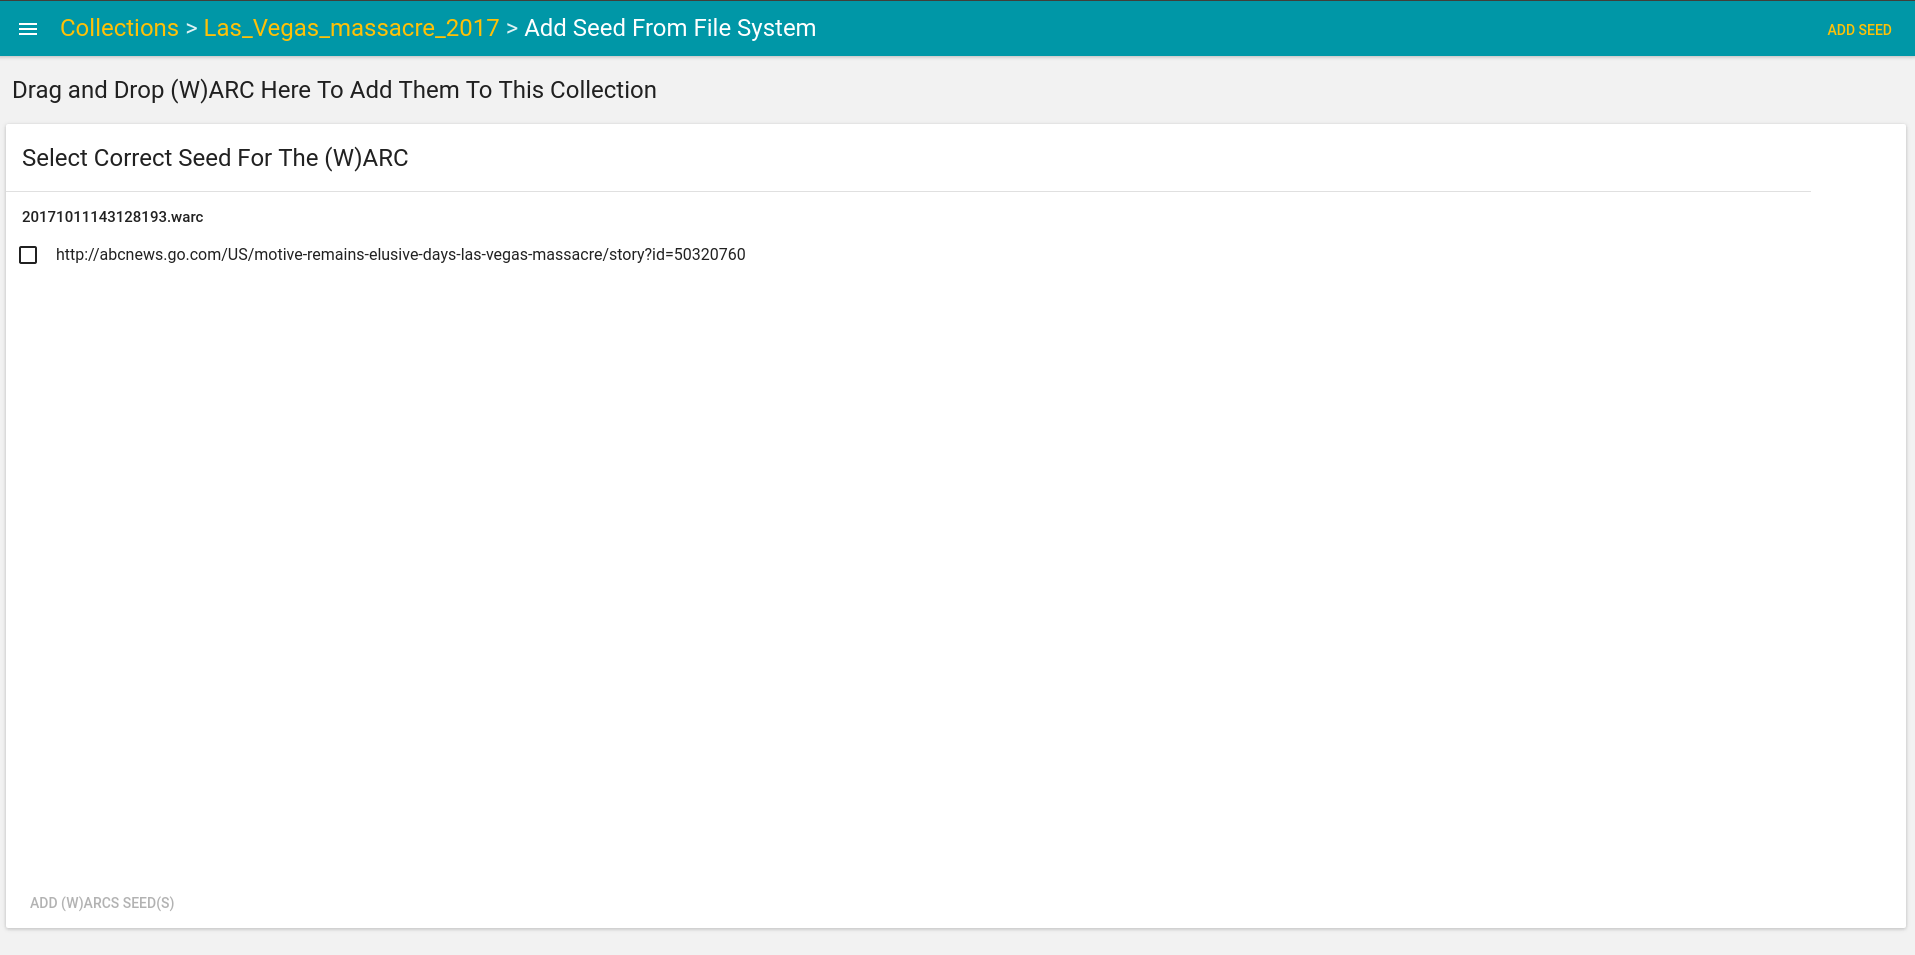 Collections > Las_Vegas_massacre_2017 > Add Seed From File System
ADD SEED
Drag and Drop (W)ARC Here To Add Them To This Collection
Select Correct Seed For The (W)ARC
20171011143128193.warc
http://abcnews.go.com/US/motive-remains-elusive-days-las-vegas-massacre/story?id=50320760
ADD (W)ARCS SEED(S)